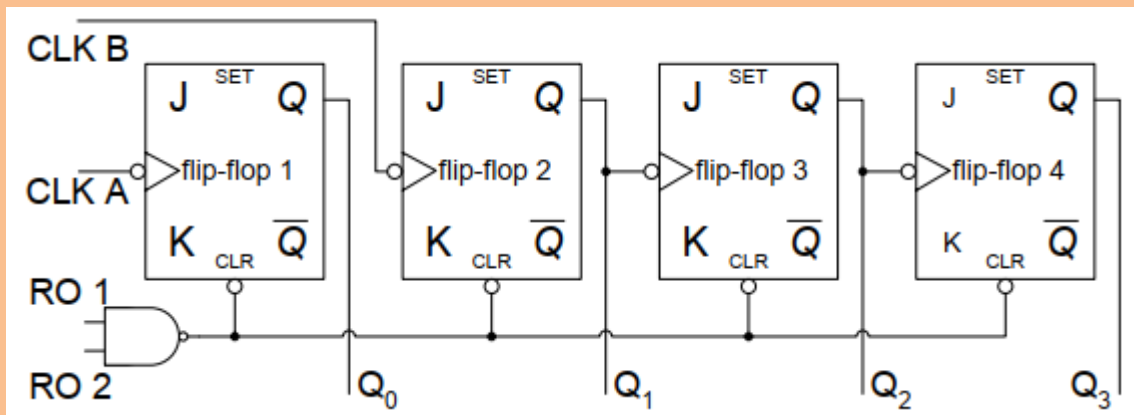 CLK B
SET SET SET SET
J Q J Q J Q J Q
CLK A flip-flop 1 flip-flop 2 flip-flop 3 flip-flop 4
K Q̅ K Q̅ K Q̅ K Q̅
CLR CLR CLR CLR
RO 1
RO 2 Q₀ Q₁ Q₂ Q₃